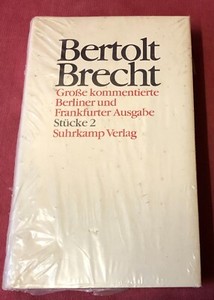 Bertolt
Brecht
Große kommentierte
Berliner und
Frankfurter Ausgabe
Stücke 2
Suhrkamp Verlag